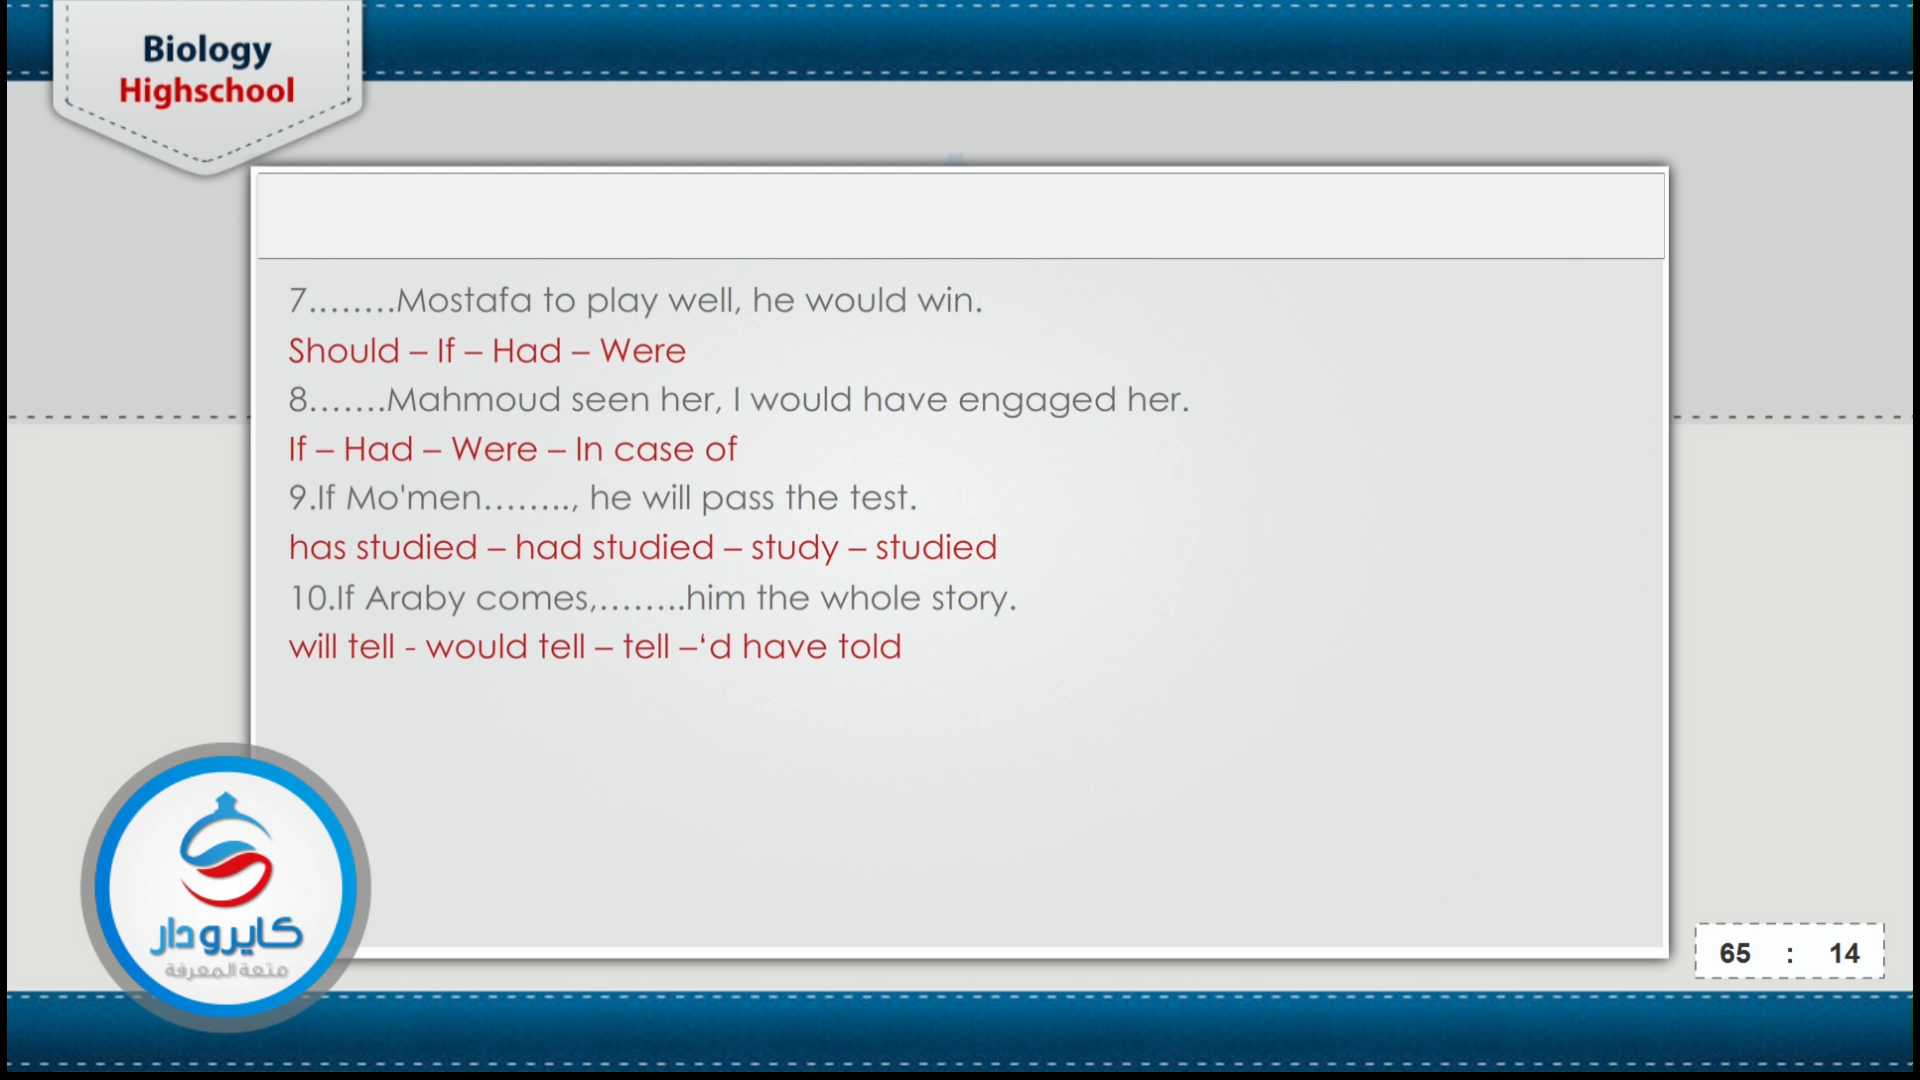 Biology
Highschool
7........Mostafa to play well, he would win.
Should – If – Had – Were
8.......Mahmoud seen her, I would have engaged her.
If – Had – Were – In case of
9.If Mo'men........, he will pass the test.
has studied – had studied – study – studied
10.If Araby comes,........him the whole story.
will tell - would tell – tell –‘d have told
كايرودار
متعة المعرفة
65 : 14